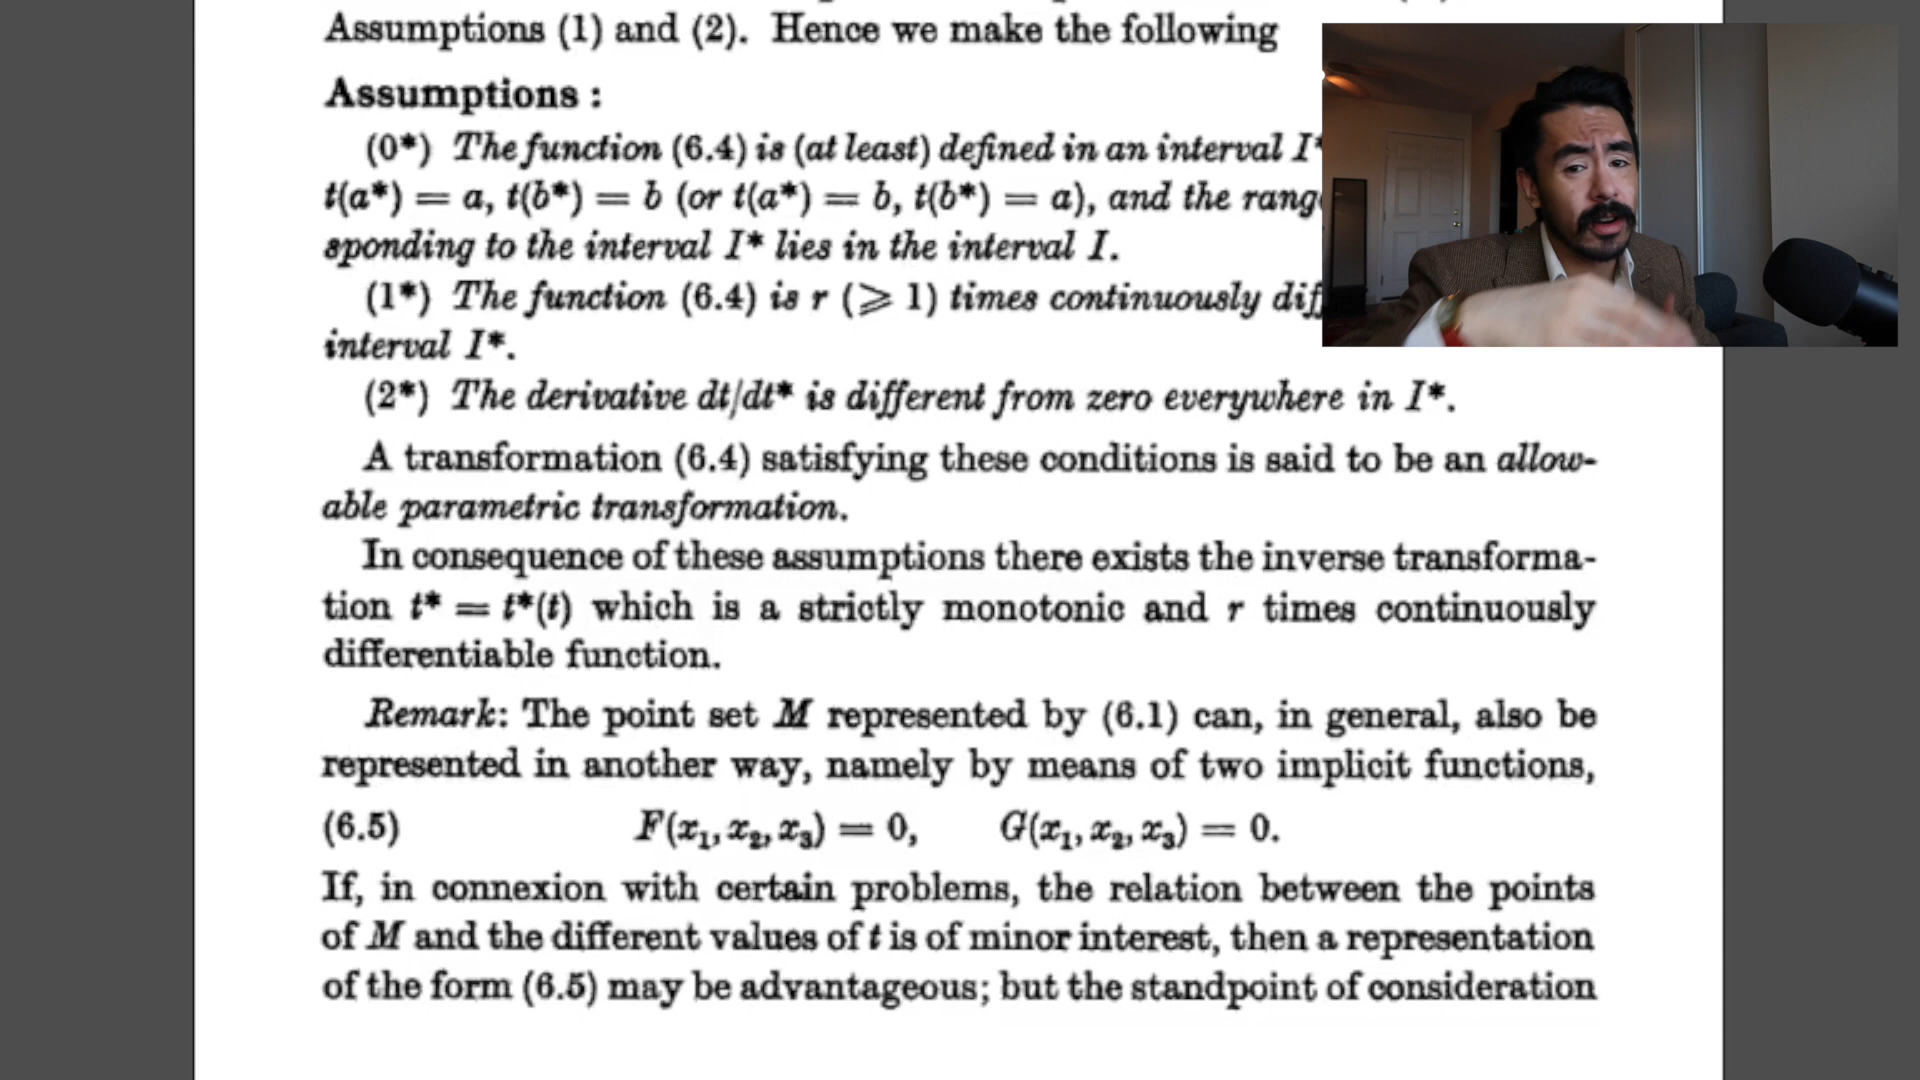 Assumptions (1) and (2). Hence we make the following
Assumptions :
(0*) The function (6.4) is (at least) defined in an interval I*
t(a*) = a, t(b*) = b (or t(a*) = b, t(b*) = a), and the rang
sponding to the interval I* lies in the interval I.
(1*) The function (6.4) is r (⩾ 1) times continuously dif
interval I*.
(2*) The derivative dt/dt* is different from zero everywhere in I*.
A transformation (6.4) satisfying these conditions is said to be an allow-
able parametric transformation.
In consequence of these assumptions there exists the inverse transforma-
tion t* = t*(t) which is a strictly monotonic and r times continuously
differentiable function.
Remark: The point set M represented by (6.1) can, in general, also be
represented in another way, namely by means of two implicit functions,
(6.5) F(x₁, x₂, x₃) = 0, G(x₁, x₂, x₃) = 0.
If, in connexion with certain problems, the relation between the points
of M and the different values of t is of minor interest, then a representation
of the form (6.5) may be advantageous; but the standpoint of consideration